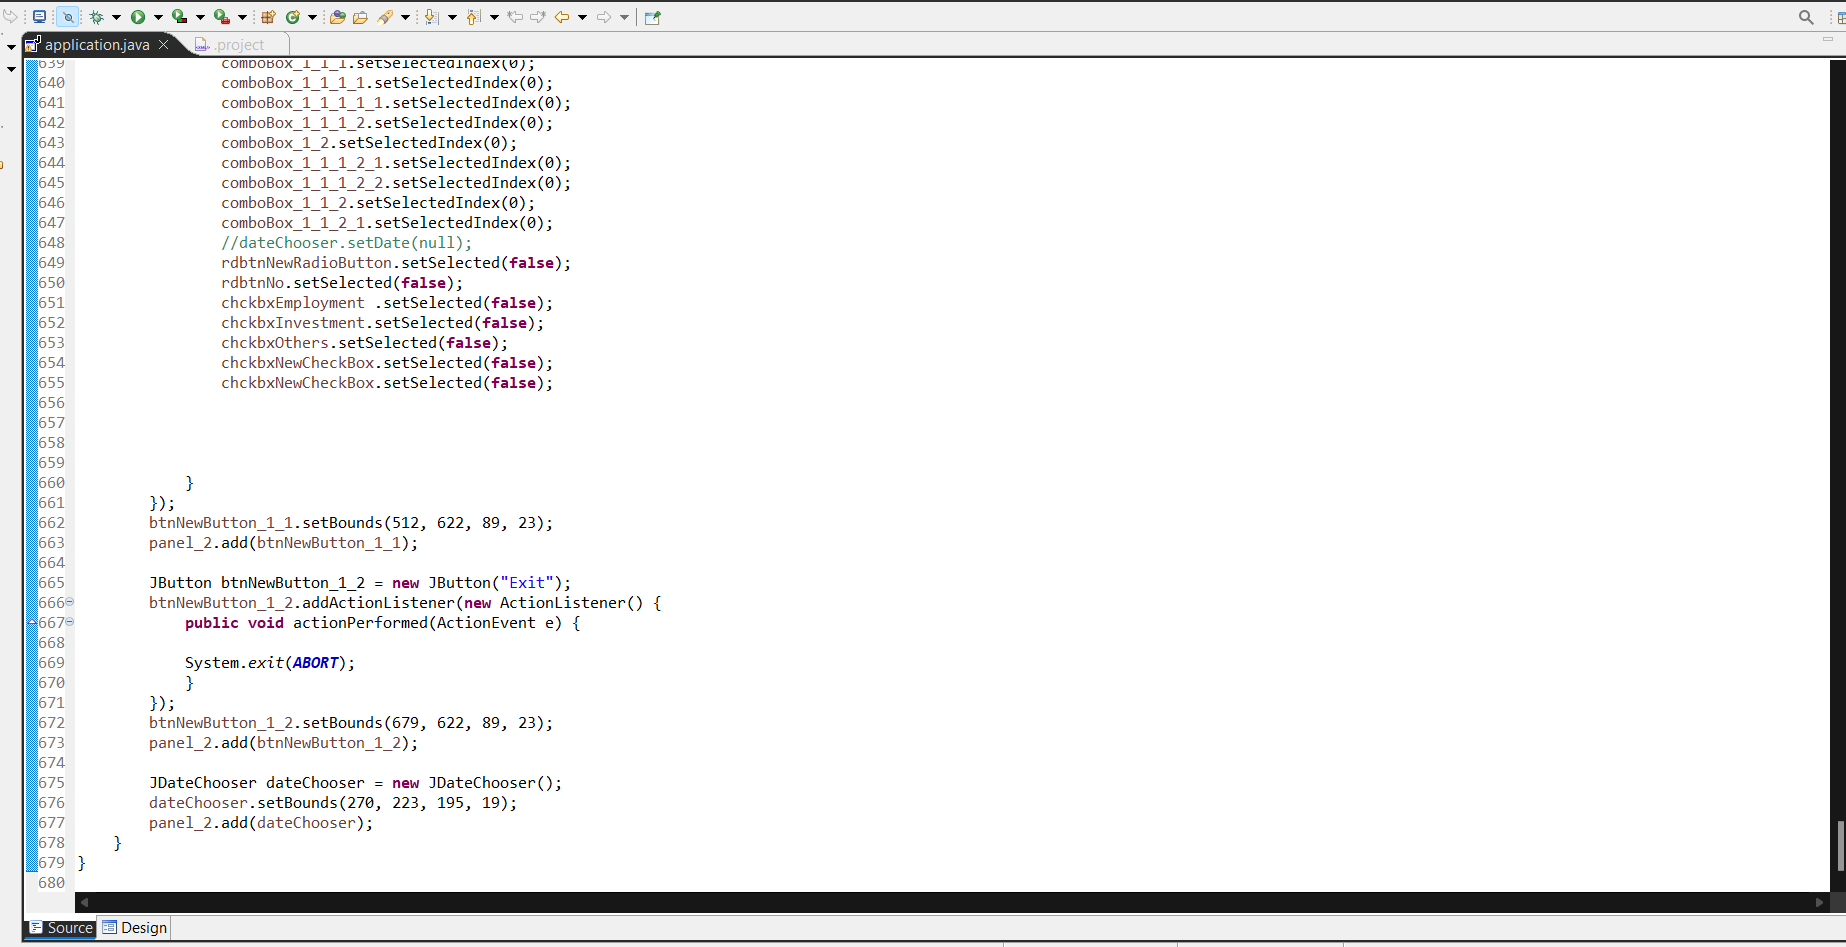 application.java
.project
639 comboBox_1_1_1.setSelectedIndex(0);
640 comboBox_1_1_1_1.setSelectedIndex(0);
641 comboBox_1_1_1_1_1.setSelectedIndex(0);
642 comboBox_1_1_1_2.setSelectedIndex(0);
643 comboBox_1_2.setSelectedIndex(0);
644 comboBox_1_1_1_2_1.setSelectedIndex(0);
645 comboBox_1_1_1_2_2.setSelectedIndex(0);
646 comboBox_1_1_2.setSelectedIndex(0);
647 comboBox_1_1_2_1.setSelectedIndex(0);
648 //dateChooser.setDate(null);
649 rdbtnNewRadioButton.setSelected(false);
650 rdbtnNo.setSelected(false);
651 chckbxEmployment .setSelected(false);
652 chckbxInvestment.setSelected(false);
653 chckbxOthers.setSelected(false);
654 chckbxNewCheckBox.setSelected(false);
655 chckbxNewCheckBox.setSelected(false);
656
657
658
659
660 }
661 });
662 btnNewButton_1_1.setBounds(512, 622, 89, 23);
663 panel_2.add(btnNewButton_1_1);
664
665 JButton btnNewButton_1_2 = new JButton("Exit");
666 btnNewButton_1_2.addActionListener(new ActionListener() {
667 public void actionPerformed(ActionEvent e) {
668
669 System.exit(ABORT);
670 }
671 });
672 btnNewButton_1_2.setBounds(679, 622, 89, 23);
673 panel_2.add(btnNewButton_1_2);
674
675 JDateChooser dateChooser = new JDateChooser();
676 dateChooser.setBounds(270, 223, 195, 19);
677 panel_2.add(dateChooser);
678 }
679 }
680
Source Design